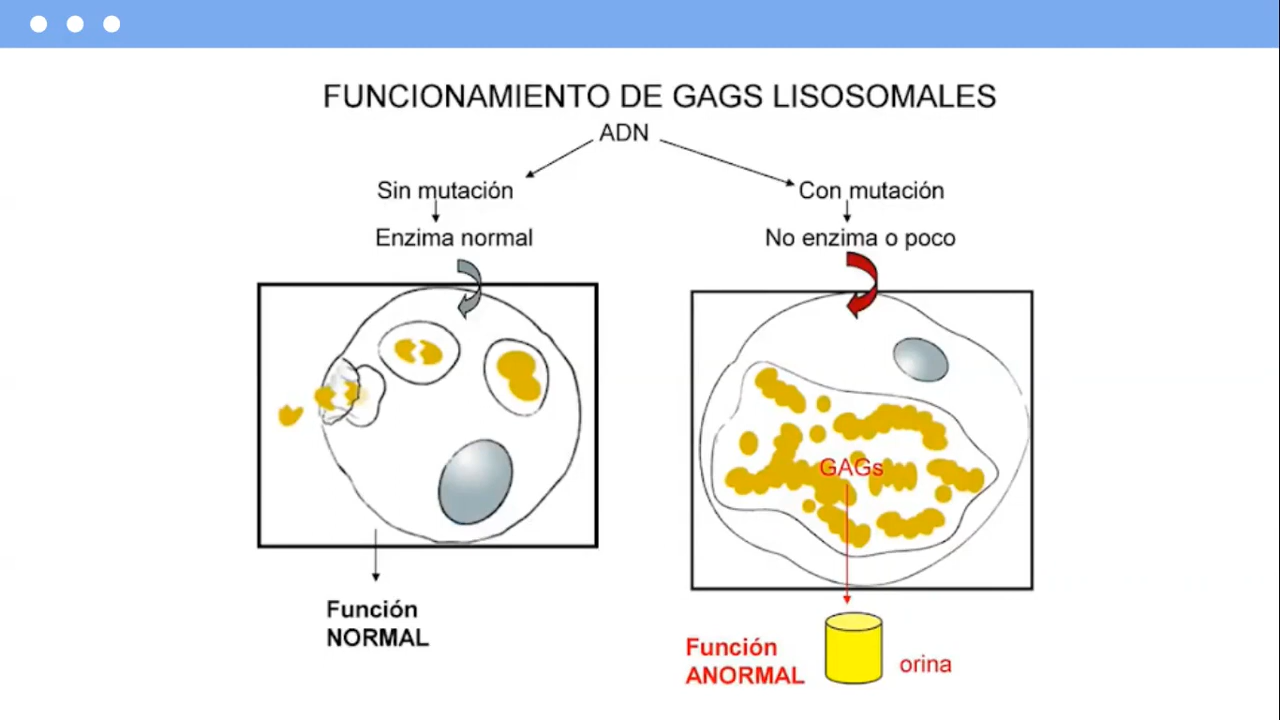 FUNCIONAMIENTO DE GAGS LISOSOMALES
ADN
Sin mutación
Con mutación
Enzima normal
No enzima o poco
GAGs
Función
NORMAL
Función
ANORMAL
orina